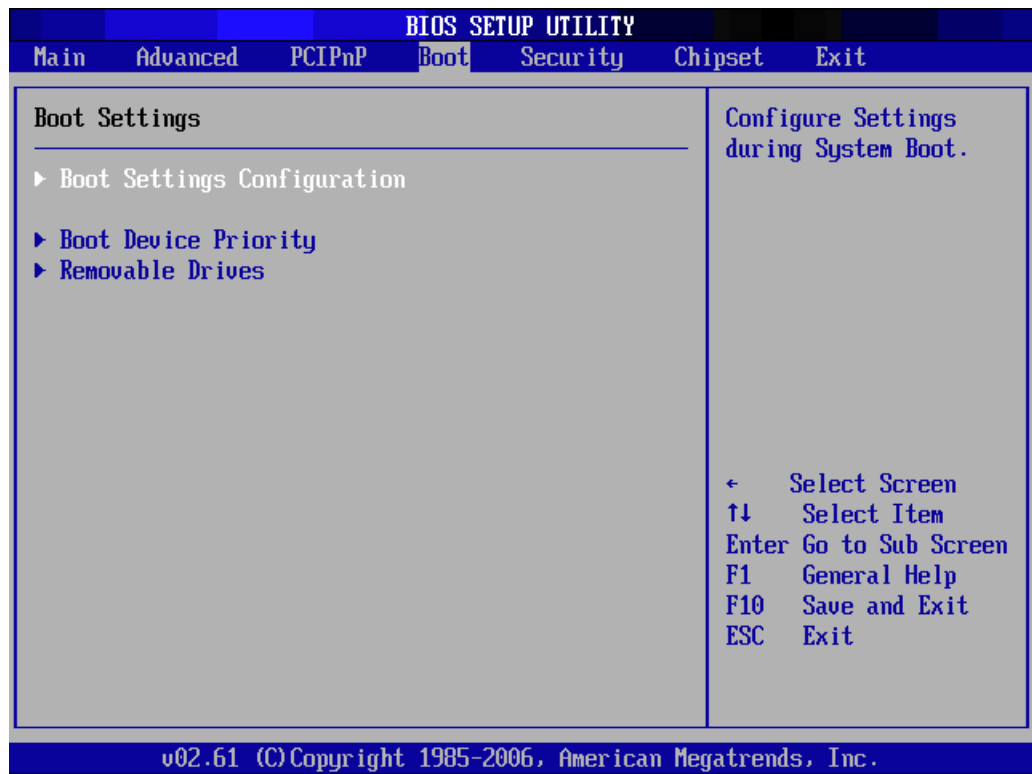 BIOS SETUP UTILITY
Main Advanced PCIPnP Boot Security Chipset Exit
Boot Settings
▶ Boot Settings Configuration
▶ Boot Device Priority
▶ Removable Drives
Configure Settings
during System Boot.
← Select Screen
↑↓ Select Item
Enter Go to Sub Screen
F1 General Help
F10 Save and Exit
ESC Exit
v02.61 (C)Copyright 1985-2006, American Megatrends, Inc.